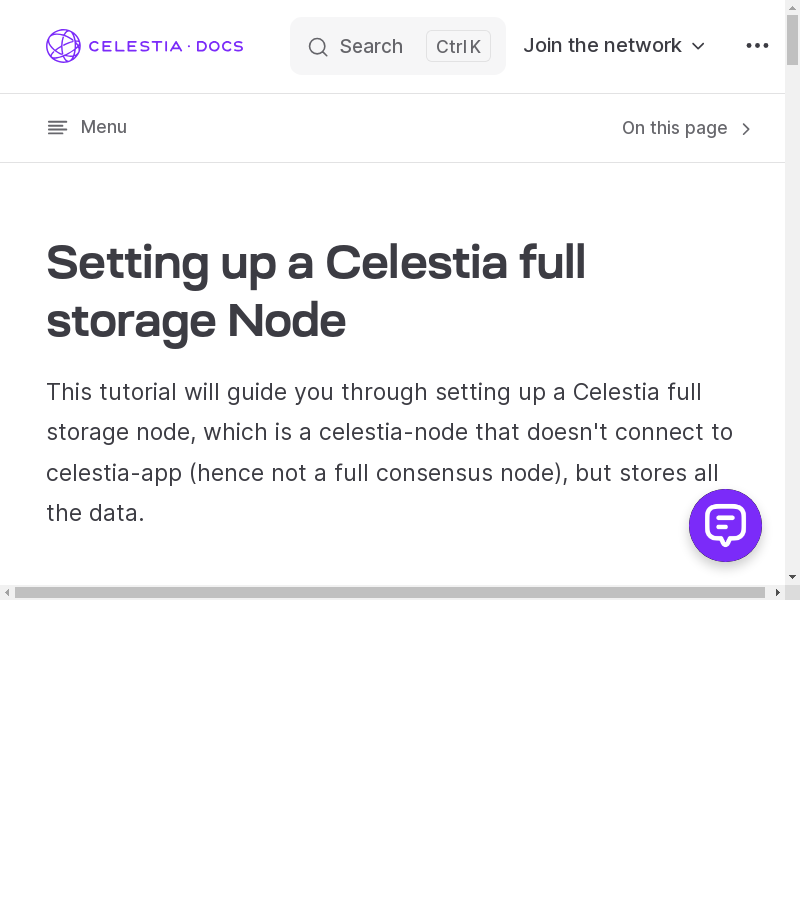 CELESTIA · DOCS
Search
Ctrl K
Join the network
Menu
On this page
Setting up a Celestia full
storage Node
This tutorial will guide you through setting up a Celestia full
storage node, which is a celestia-node that doesn't connect to
celestia-app (hence not a full consensus node), but stores all
the data.